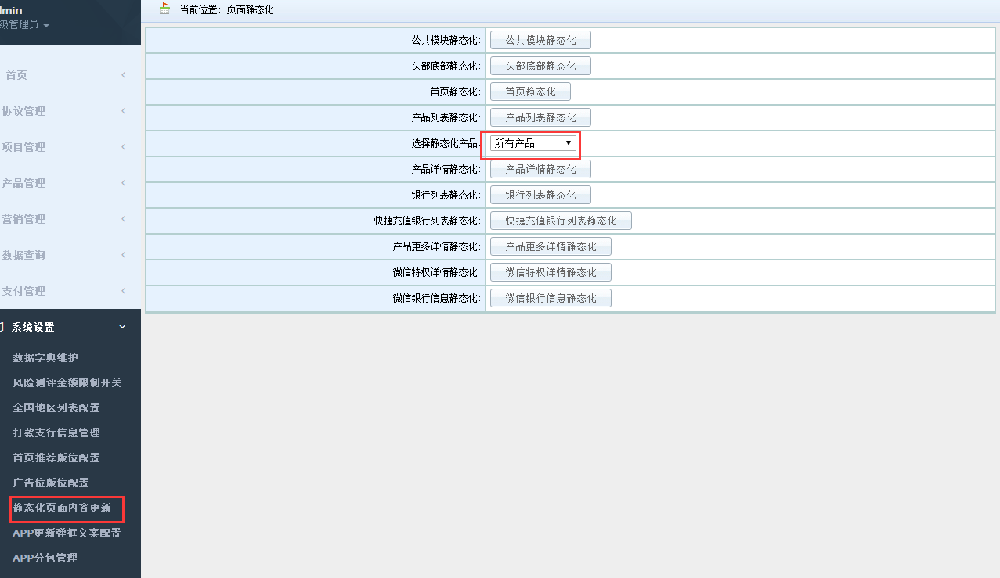 lmin
级管理员
首页
协议管理
项目管理
产品管理
营销管理
数据查询
支付管理
系统设置
数据字典维护
风险测评金额限制开关
全国地区列表配置
打款支行信息管理
首页推荐版位配置
广告位版位配置
静态化页面内容更新
APP更新弹框文案配置
APP分包管理
当前位置: 页面静态化
公共模块静态化: 公共模块静态化
头部底部静态化: 头部底部静态化
首页静态化: 首页静态化
产品列表静态化: 产品列表静态化
选择静态化产品: 所有产品
产品详情静态化: 产品详情静态化
银行列表静态化: 银行列表静态化
快捷充值银行列表静态化: 快捷充值银行列表静态化
产品更多详情静态化: 产品更多详情静态化
微信特权详情静态化: 微信特权详情静态化
微信银行信息静态化: 微信银行信息静态化